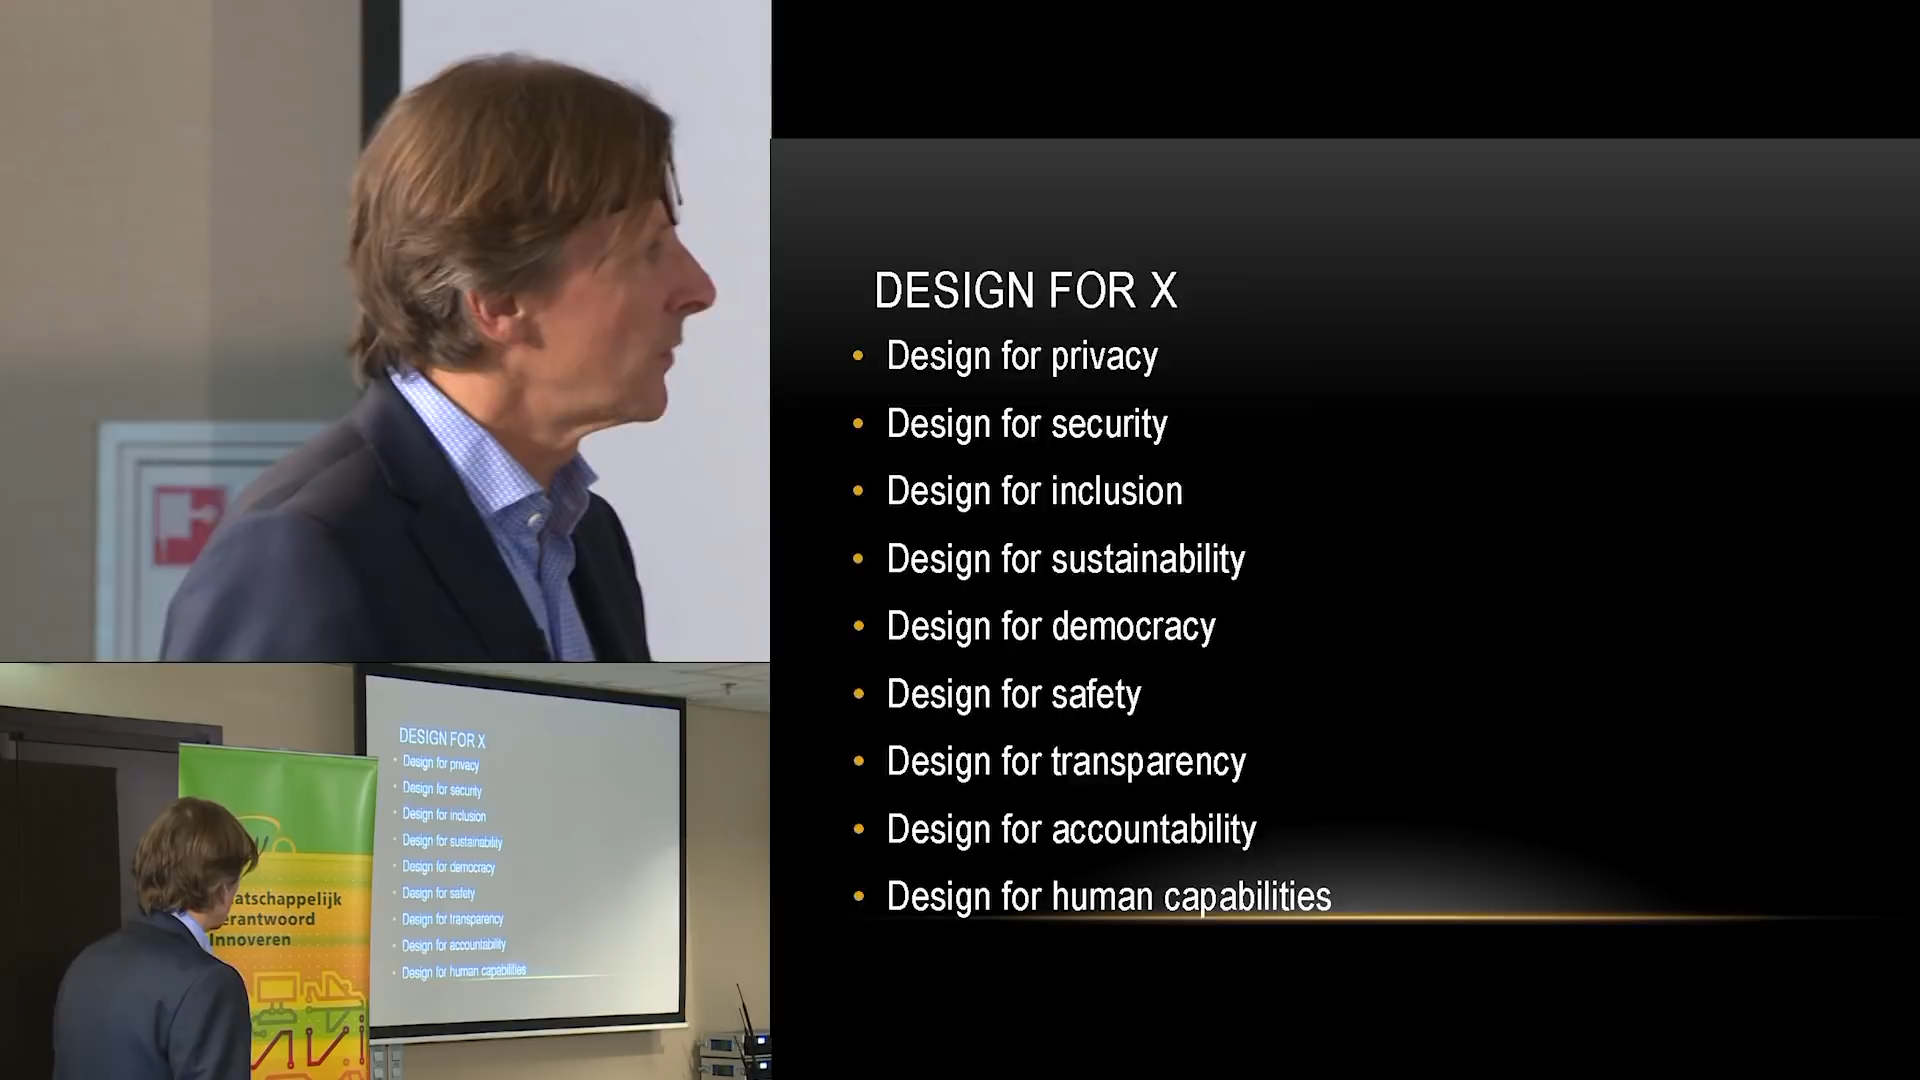 DESIGN FOR X
Design for privacy
Design for security
Design for inclusion
Design for sustainability
Design for democracy
Design for safety
Design for transparency
Design for accountability
Design for human capabilities
DESIGN FOR X
Design for privacy
Design for security
Design for inclusion
Design for sustainability
Design for democracy
Design for safety
Design for transparency
Design for accountability
Design for human capabilities
atschappelijk
erantwoord
Innoveren